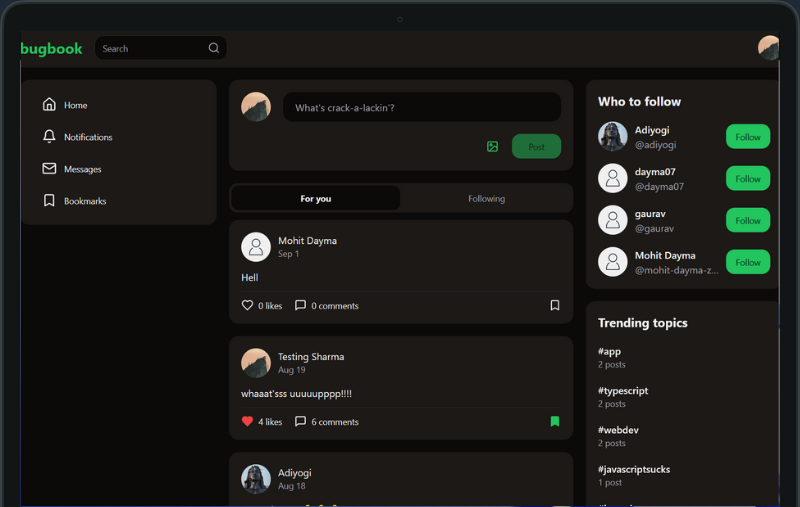 bugbook
Search
Home
Notifications
Messages
Bookmarks
What's crack-a-lackin'?
Post
For you
Following
Mohit Dayma
Sep 1
Hell
0 likes
0 comments
Testing Sharma
Aug 19
whaaat'sss uuuuupppp!!!!
4 likes
6 comments
Adiyogi
Aug 18
Who to follow
Adiyogi
@adiyogi
Follow
dayma07
@dayma07
Follow
gaurav
@gaurav
Follow
Mohit Dayma
@mohit-dayma-z...
Follow
Trending topics
#app
2 posts
#typescript
2 posts
#webdev
2 posts
#javascriptsucks
1 post